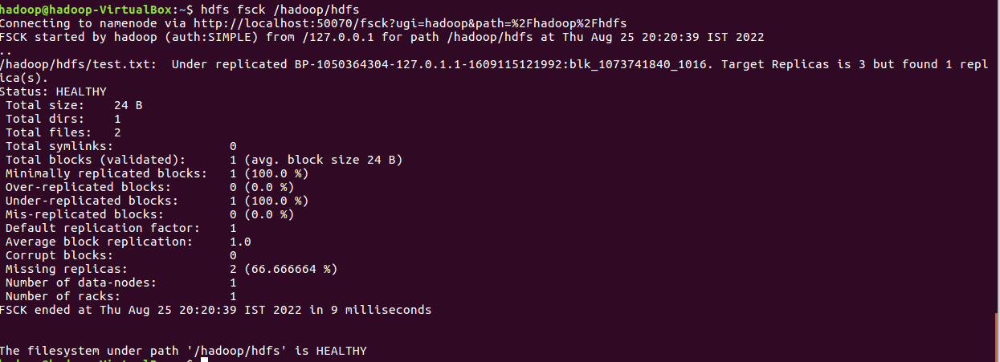 hadoop@hadoop-VirtualBox:~$ hdfs fsck /hadoop/hdfs
Connecting to namenode via http://localhost:50070/fsck?ugi=hadoop&path=%2Fhadoop%2Fhdfs
FSCK started by hadoop (auth:SIMPLE) from /127.0.0.1 for path /hadoop/hdfs at Thu Aug 25 20:20:39 IST 2022
..
/hadoop/hdfs/test.txt:  Under replicated BP-1050364304-127.0.1.1-1609115121992:blk_1073741840_1016. Target Replicas is 3 but found 1 repl
ica(s).
Status: HEALTHY
 Total size:    24 B
 Total dirs:    1
 Total files:   2
 Total symlinks:                0
 Total blocks (validated):      1 (avg. block size 24 B)
 Minimally replicated blocks:   1 (100.0 %)
 Over-replicated blocks:        0 (0.0 %)
 Under-replicated blocks:       1 (100.0 %)
 Mis-replicated blocks:         0 (0.0 %)
 Default replication factor:    1
 Average block replication:     1.0
 Corrupt blocks:                0
 Missing replicas:              2 (66.666664 %)
 Number of data-nodes:          1
 Number of racks:               1
FSCK ended at Thu Aug 25 20:20:39 IST 2022 in 9 milliseconds
The filesystem under path '/hadoop/hdfs' is HEALTHY